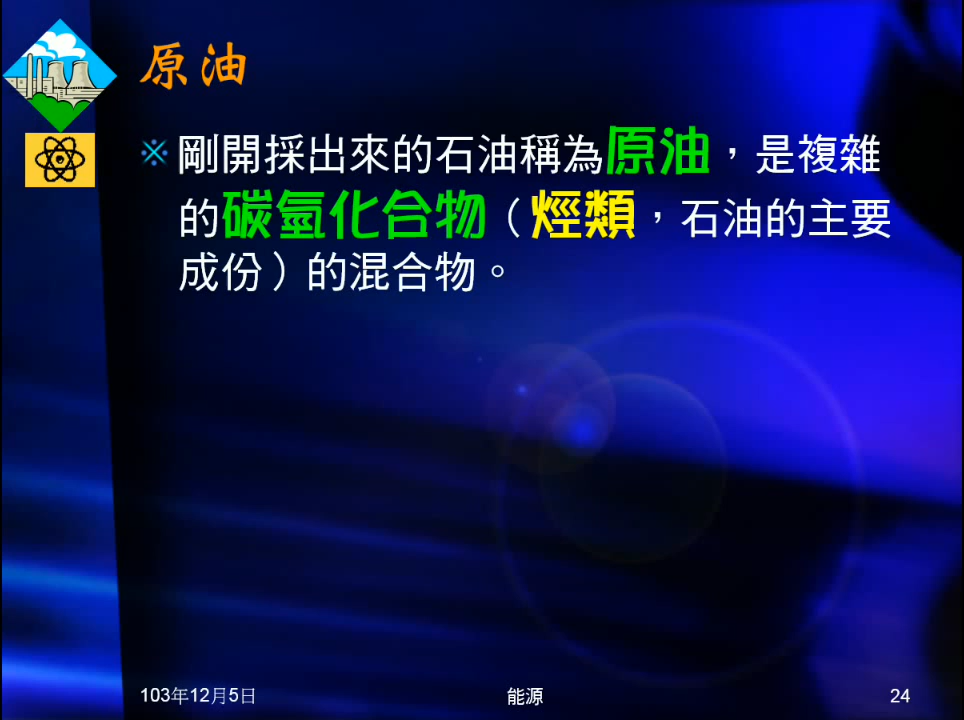 原油
※剛開採出來的石油稱為原油，是複雜
的碳氫化合物（烴類，石油的主要
成份）的混合物。
103年12月5日
能源
24